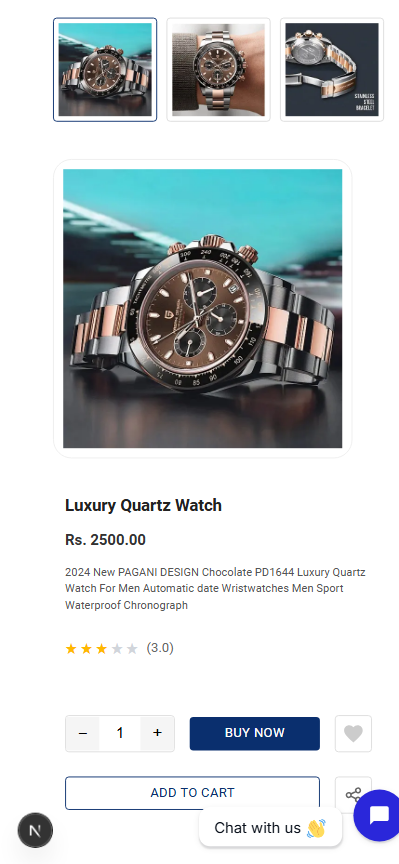 STAINLESS
STEEL
BRACELET
Luxury Quartz Watch
Rs. 2500.00
2024 New PAGANI DESIGN Chocolate PD1644 Luxury Quartz
Watch For Men Automatic date Wristwatches Men Sport
Waterproof Chronograph
(3.0)
− 1 + BUY NOW
ADD TO CART
Chat with us 👋
N